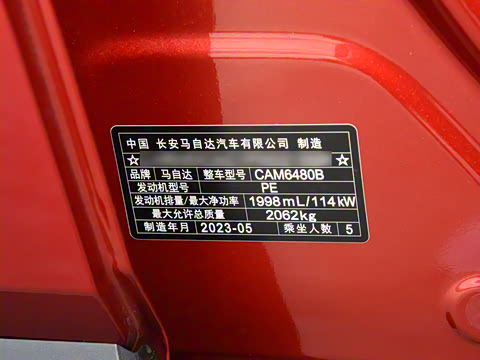 中国 长安马自达汽车有限公司 制造
☆ ☆
品牌 马自达 整车型号 CAM6480B
发动机型号 PE
发动机排量/最大净功率 1998mL/114kW
最大允许总质量 2062kg
制造年月 2023-05 乘坐人数 5